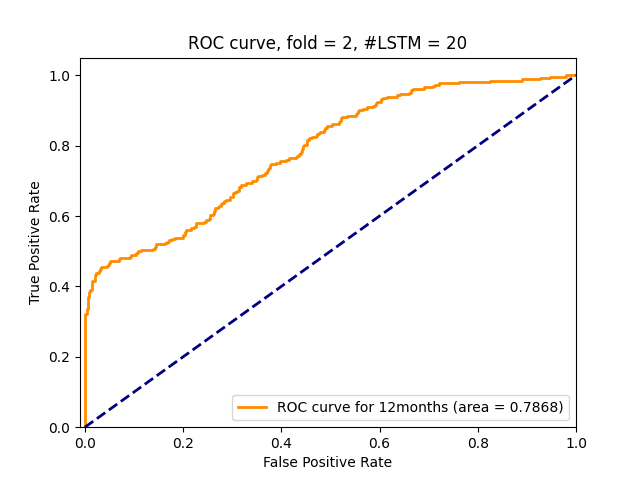 ROC curve, fold = 2, #LSTM = 20
True Positive Rate
1.0
0.8
0.6
0.4
0.2
0.0
ROC curve for 12months (area = 0.7868)
0.0 0.2 0.4 0.6 0.8 1.0
False Positive Rate